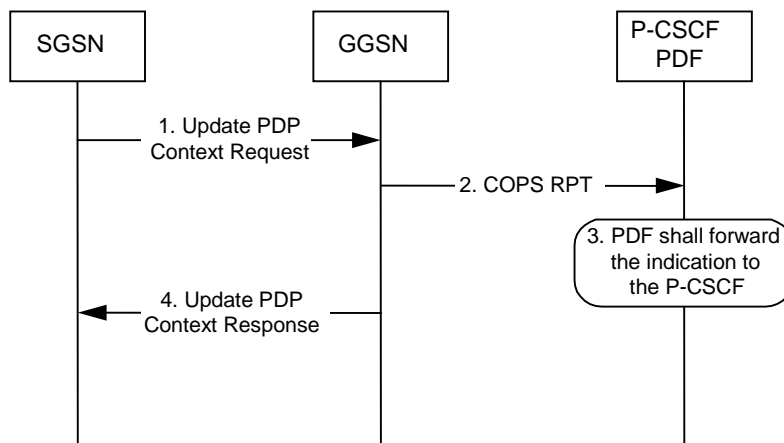 SGSN
GGSN
P-CSCF
PDF
1. Update PDP
Context Request
2. COPS RPT
3. PDF shall forward
the indication to
the P-CSCF
4. Update PDP
Context Response